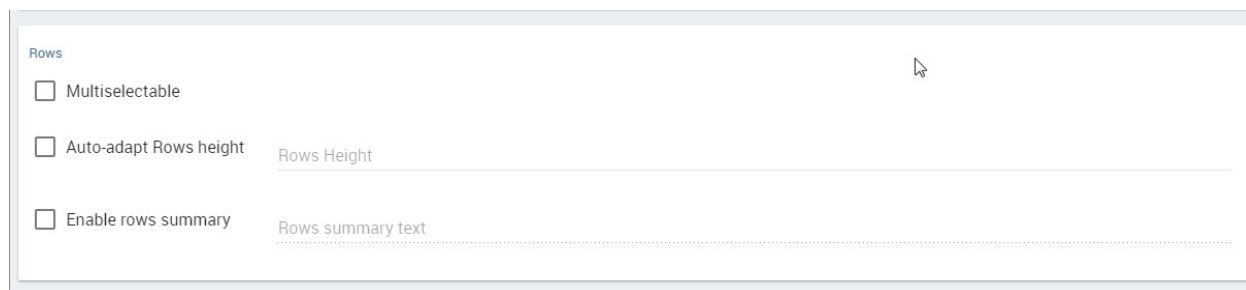 Rows
Multiselectable
Auto-adapt Rows height
Rows Height
Enable rows summary
Rows summary text